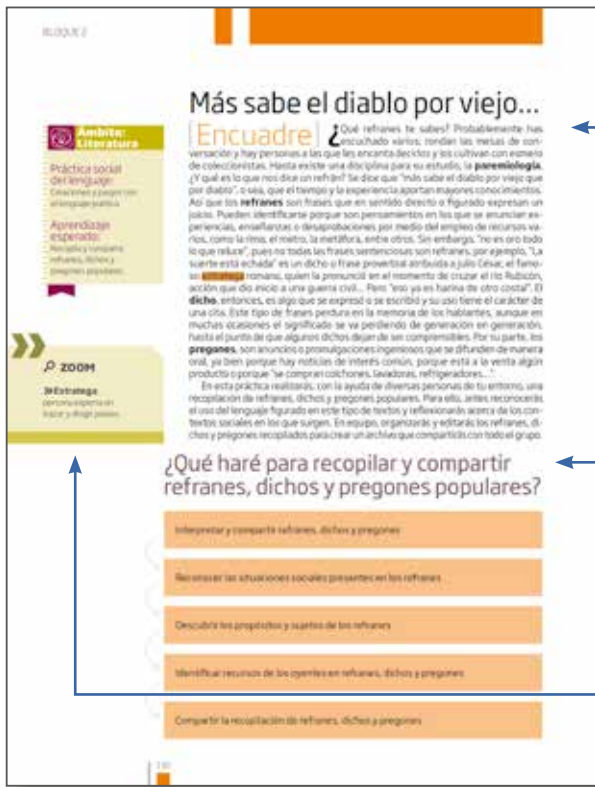 BLOQUE 2
Más sabe el diablo por viejo...
Encuadre
¿Qué refranes te sabes? Probablemente has
escuchado varios, rondan las mesas de con-
versación y hay personas a las que les encanta decirlos y los cultivan con esmero
de coleccionistas. Hasta existe una disciplina para su estudio, la paremiología.
¿Y qué es lo que nos dice un refrán? Se dice que "más sabe el diablo por viejo que
por diablo", o sea, que el tiempo y la experiencia aportan mayores conocimientos.
Así que los refranes son frases que en sentido directo o figurado expresan un
juicio. Pueden identificarse porque son pensamientos en los que se enuncian ex-
periencias, enseñanzas o desaprobaciones por medio del empleo de recursos va-
rios, como la rima, el metro, la metáfora, entre otros. Sin embargo, "no es oro todo
lo que reluce", pues no todas las frases sentenciosas son refranes, por ejemplo, "La
suerte está echada" es un dicho o frase proverbial atribuida a Julio César, el famo-
so estratega romano, quien la pronunció en el momento de cruzar el río Rubicón,
acción que dio inicio a una guerra civil... Pero "eso ya es harina de otro costal". El
dicho, entonces, es algo que se expresó o se escribió y su uso tiene el carácter de
una cita. Este tipo de frases perdura en la memoria de los hablantes, aunque en
muchas ocasiones el significado se va perdiendo de generación en generación,
hasta el punto de que algunos dichos dejan de ser comprensibles. Por su parte, los
pregones, son anuncios o promulgaciones ingeniosos que se difunden de manera
oral, ya bien porque hay noticias de interés común, porque está a la venta algún
producto o porque "se compran colchones, lavadoras, refrigeradores...".
En esta práctica realizarás, con la ayuda de diversas personas de tu entorno, una
recopilación de refranes, dichos y pregones populares. Para ello, antes reconocerás
el uso del lenguaje figurado en este tipo de textos y reflexionarás acerca de los con-
textos sociales en los que surgen. En equipo, organizarás y editarás los refranes, di-
chos y pregones recopilados para crear un archivo que compartirás con todo el grupo.
Ámbito:
Literatura
Práctica social
del lenguaje:
Creaciones y juegos con
el lenguaje poético
Aprendizaje
esperado:
Recopila y comparte
refranes, dichos y
pregones populares.
ZOOM
Estratega:
persona experta en
trazar y dirigir planes.
¿Qué haré para recopilar y compartir
refranes, dichos y pregones populares?
Interpretar y compartir refranes, dichos y pregones
Reconocer las situaciones sociales presentes en los refranes
Descubrir los propósitos y sujetos de los refranes
Identificar recursos de los oyentes en refranes, dichos y pregones
Compartir la recopilación de refranes, dichos y pregones